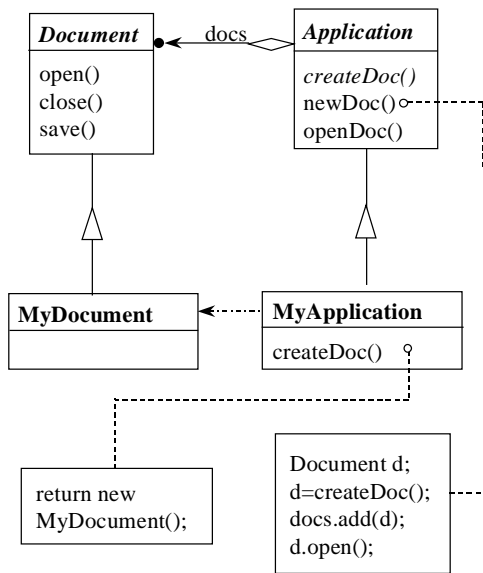 Document
docs
Application
open()
close()
save()
createDoc()
newDoc()
openDoc()
MyDocument
MyApplication
createDoc()
return new
MyDocument();
Document d;
d=createDoc();
docs.add(d);
d.open();